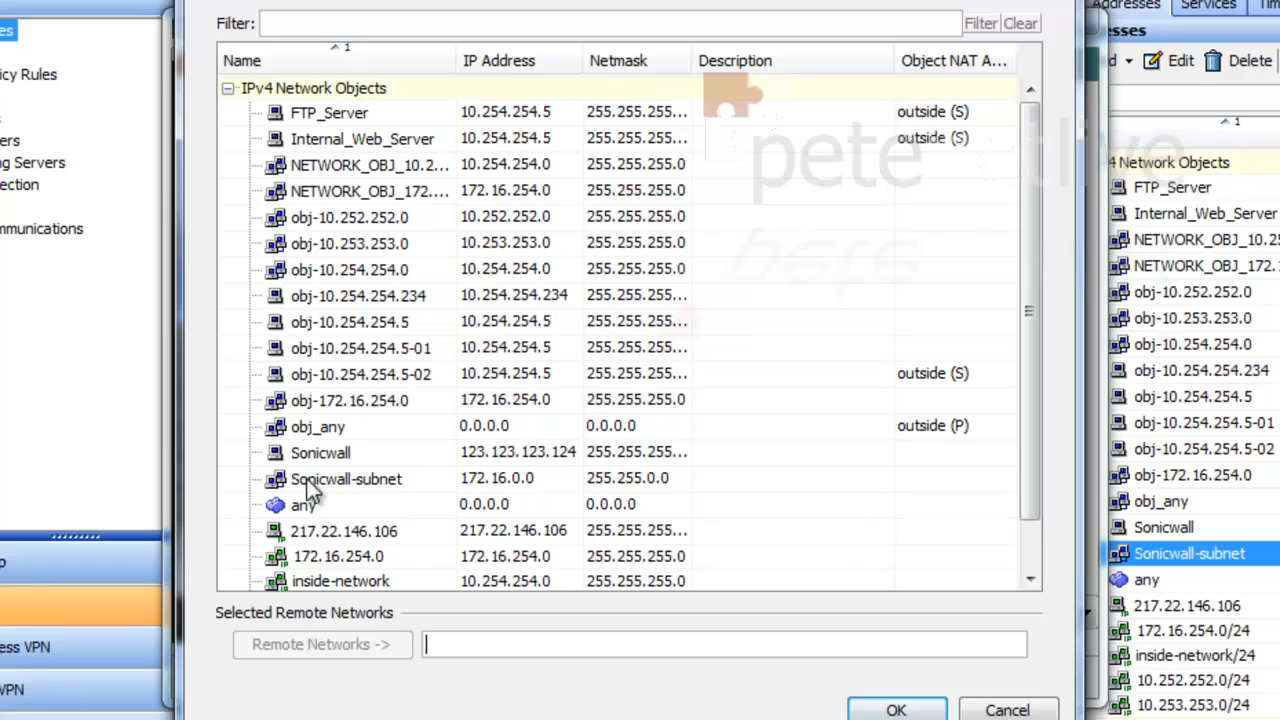 Filter:
Filter Clear
1
Name IP Address Netmask Description Object NAT A...
IPv4 Network Objects
FTP_Server 10.254.254.5 255.255.255... outside (S)
Internal_Web_Server 10.254.254.5 255.255.255... outside (S)
NETWORK_OBJ_10.2... 10.254.254.0 255.255.255.0
NETWORK_OBJ_172.... 172.16.254.0 255.255.255.0
obj-10.252.252.0 10.252.252.0 255.255.255.0
obj-10.253.253.0 10.253.253.0 255.255.255.0
obj-10.254.254.0 10.254.254.0 255.255.255.0
obj-10.254.254.234 10.254.254.234 255.255.255...
obj-10.254.254.5 10.254.254.5 255.255.255...
obj-10.254.254.5-01 10.254.254.5 255.255.255...
obj-10.254.254.5-02 10.254.254.5 255.255.255... outside (S)
obj-172.16.254.0 172.16.254.0 255.255.255.0
obj_any 0.0.0.0 0.0.0.0 outside (P)
Sonicwall 123.123.123.124 255.255.255...
Sonicwall-subnet 172.16.0.0 255.255.0.0
any 0.0.0.0 0.0.0.0
217.22.146.106 217.22.146.106 255.255.255...
172.16.254.0 172.16.254.0 255.255.255.0
inside-network 10.254.254.0 255.255.255.0
Selected Remote Networks
Remote Networks ->
OK Cancel
es
icy Rules
ers
ng Servers
ection
mmunications
p
ess VPN
VPN
pete
live
Addresses Services Tim
sses
d Edit Delete
1
4 Network Objects
FTP_Server
Internal_Web_Server
NETWORK_OBJ_10.25
NETWORK_OBJ_172.1
obj-10.252.252.0
obj-10.253.253.0
obj-10.254.254.0
obj-10.254.254.234
obj-10.254.254.5
obj-10.254.254.5-01
obj-10.254.254.5-02
obj-172.16.254.0
obj_any
Sonicwall
Sonicwall-subnet
any
217.22.146.106
172.16.254.0/24
inside-network/24
10.252.252.0/24
10.253.253.0/24